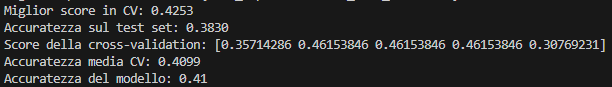 Miglior score in CV: 0.4253
Accuratezza sul test set: 0.3830
Score della cross-validation: [0.35714286 0.46153846 0.46153846 0.46153846 0.30769231]
Accuratezza media CV: 0.4099
Accuratezza del modello: 0.41